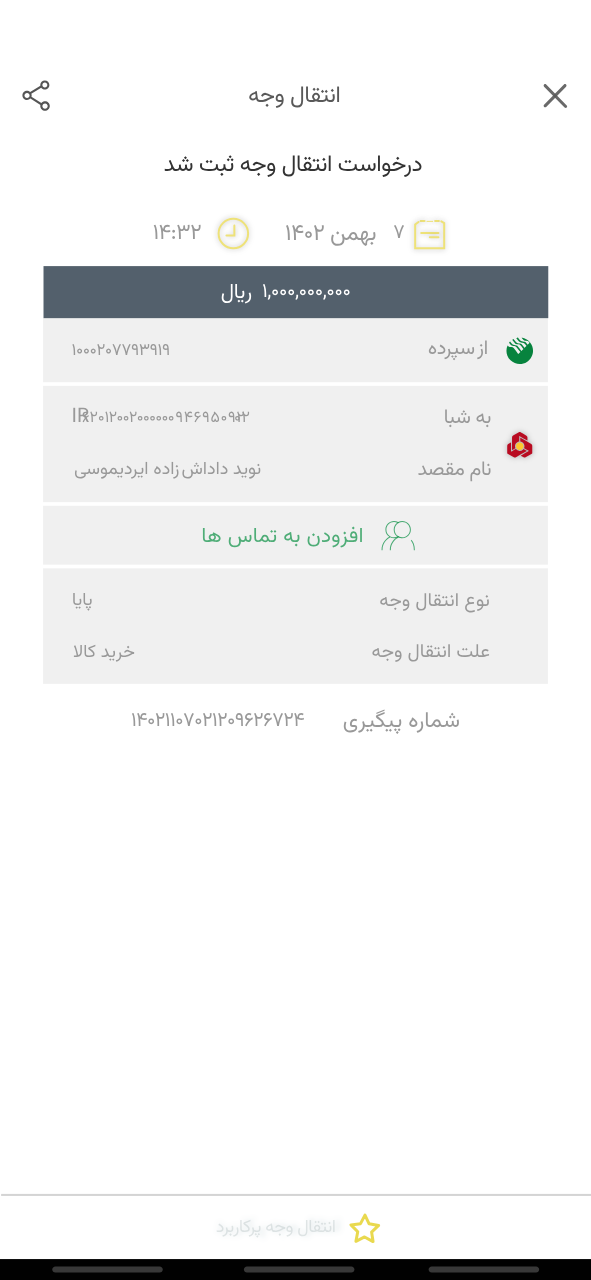 انتقال وجه
درخواست انتقال وجه ثبت شد
۷ بهمن ۱۴۰۲ ۱۴:۳۲
۱,۰۰۰,۰۰۰,۰۰۰ ریال
از سپرده ۱۰۰۰۲۰۷۷۹۳۹۱۹
به شبا
نام مقصد نوید داداش زاده ایردیموسی
افزودن به تماس ها
نوع انتقال وجه پایا
علت انتقال وجه خرید کالا
شماره پیگیری ۱۴۰۲۱۱۰۷۰۲۱۲۰۹۶۲۶۷۲۴
انتقال وجه پرکاربرد